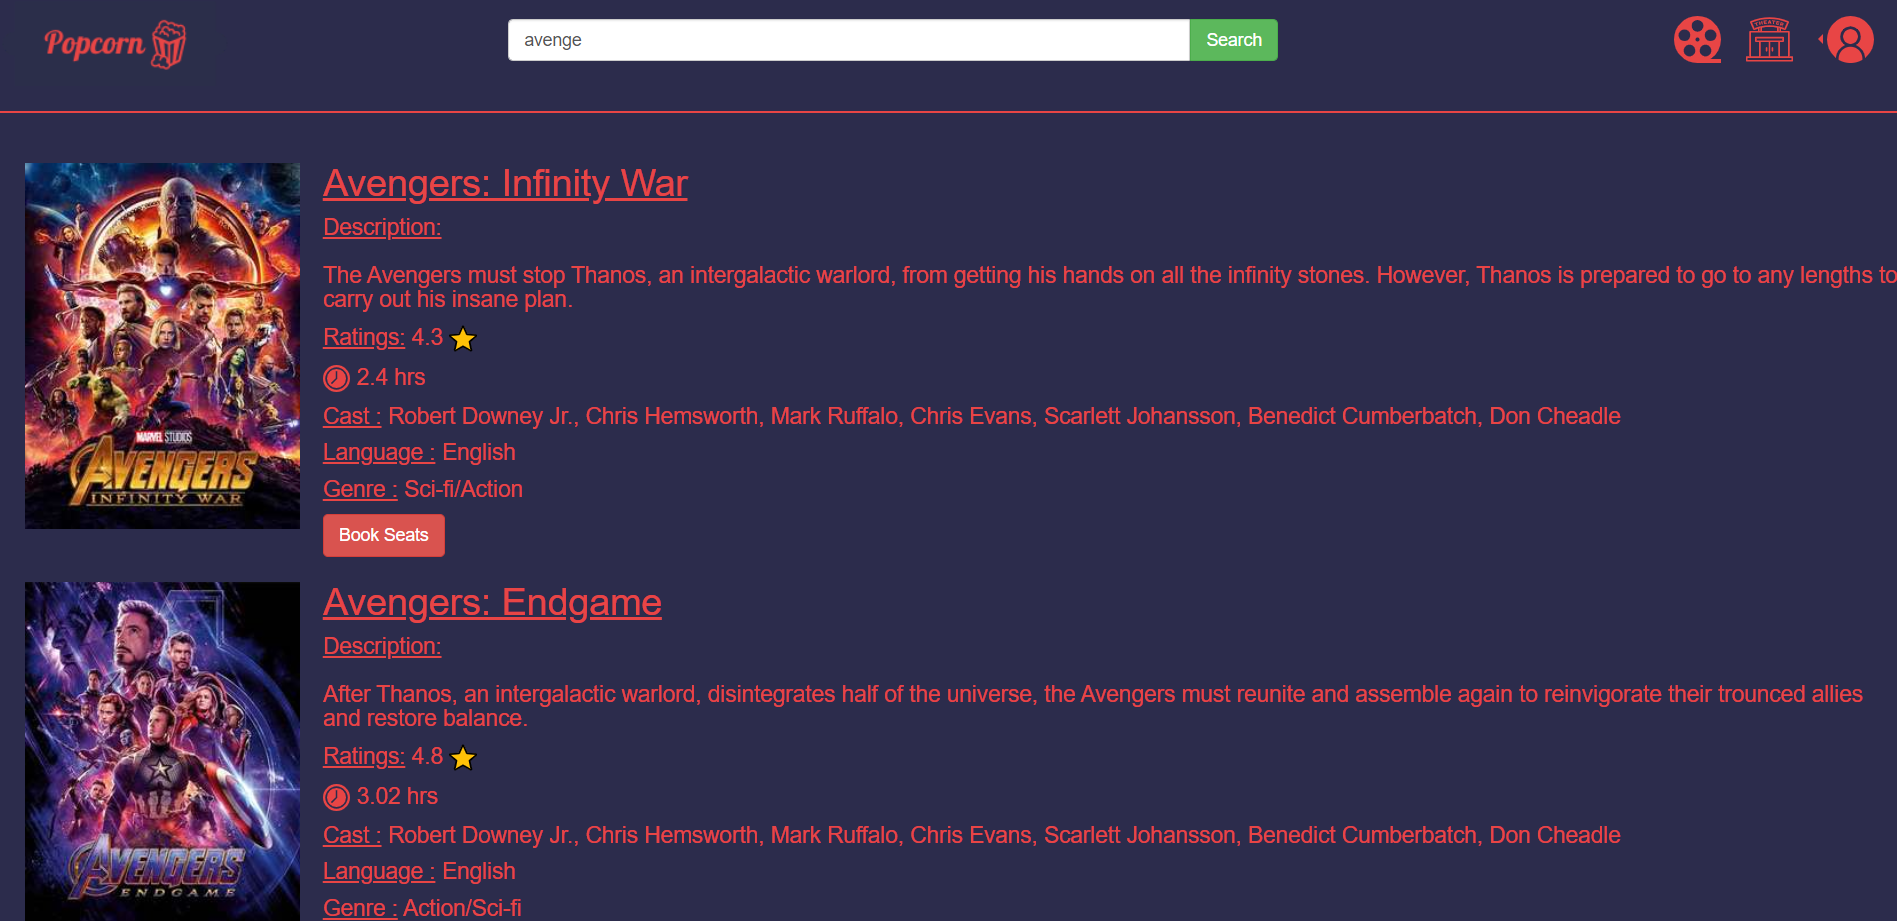 Popcorn
avenge
Search
THEATER
Avengers: Infinity War
Description:
The Avengers must stop Thanos, an intergalactic warlord, from getting his hands on all the infinity stones. However, Thanos is prepared to go to any lengths to
carry out his insane plan.
Ratings: 4.3
2.4 hrs
Cast : Robert Downey Jr., Chris Hemsworth, Mark Ruffalo, Chris Evans, Scarlett Johansson, Benedict Cumberbatch, Don Cheadle
Language : English
Genre : Sci-fi/Action
Book Seats
MARVEL STUDIOS
AVENGERS
INFINITY WAR
Avengers: Endgame
Description:
After Thanos, an intergalactic warlord, disintegrates half of the universe, the Avengers must reunite and assemble again to reinvigorate their trounced allies
and restore balance.
Ratings: 4.8
3.02 hrs
Cast : Robert Downey Jr., Chris Hemsworth, Mark Ruffalo, Chris Evans, Scarlett Johansson, Benedict Cumberbatch, Don Cheadle
Language : English
Genre : Action/Sci-fi
AVENGERS
ENDGAME